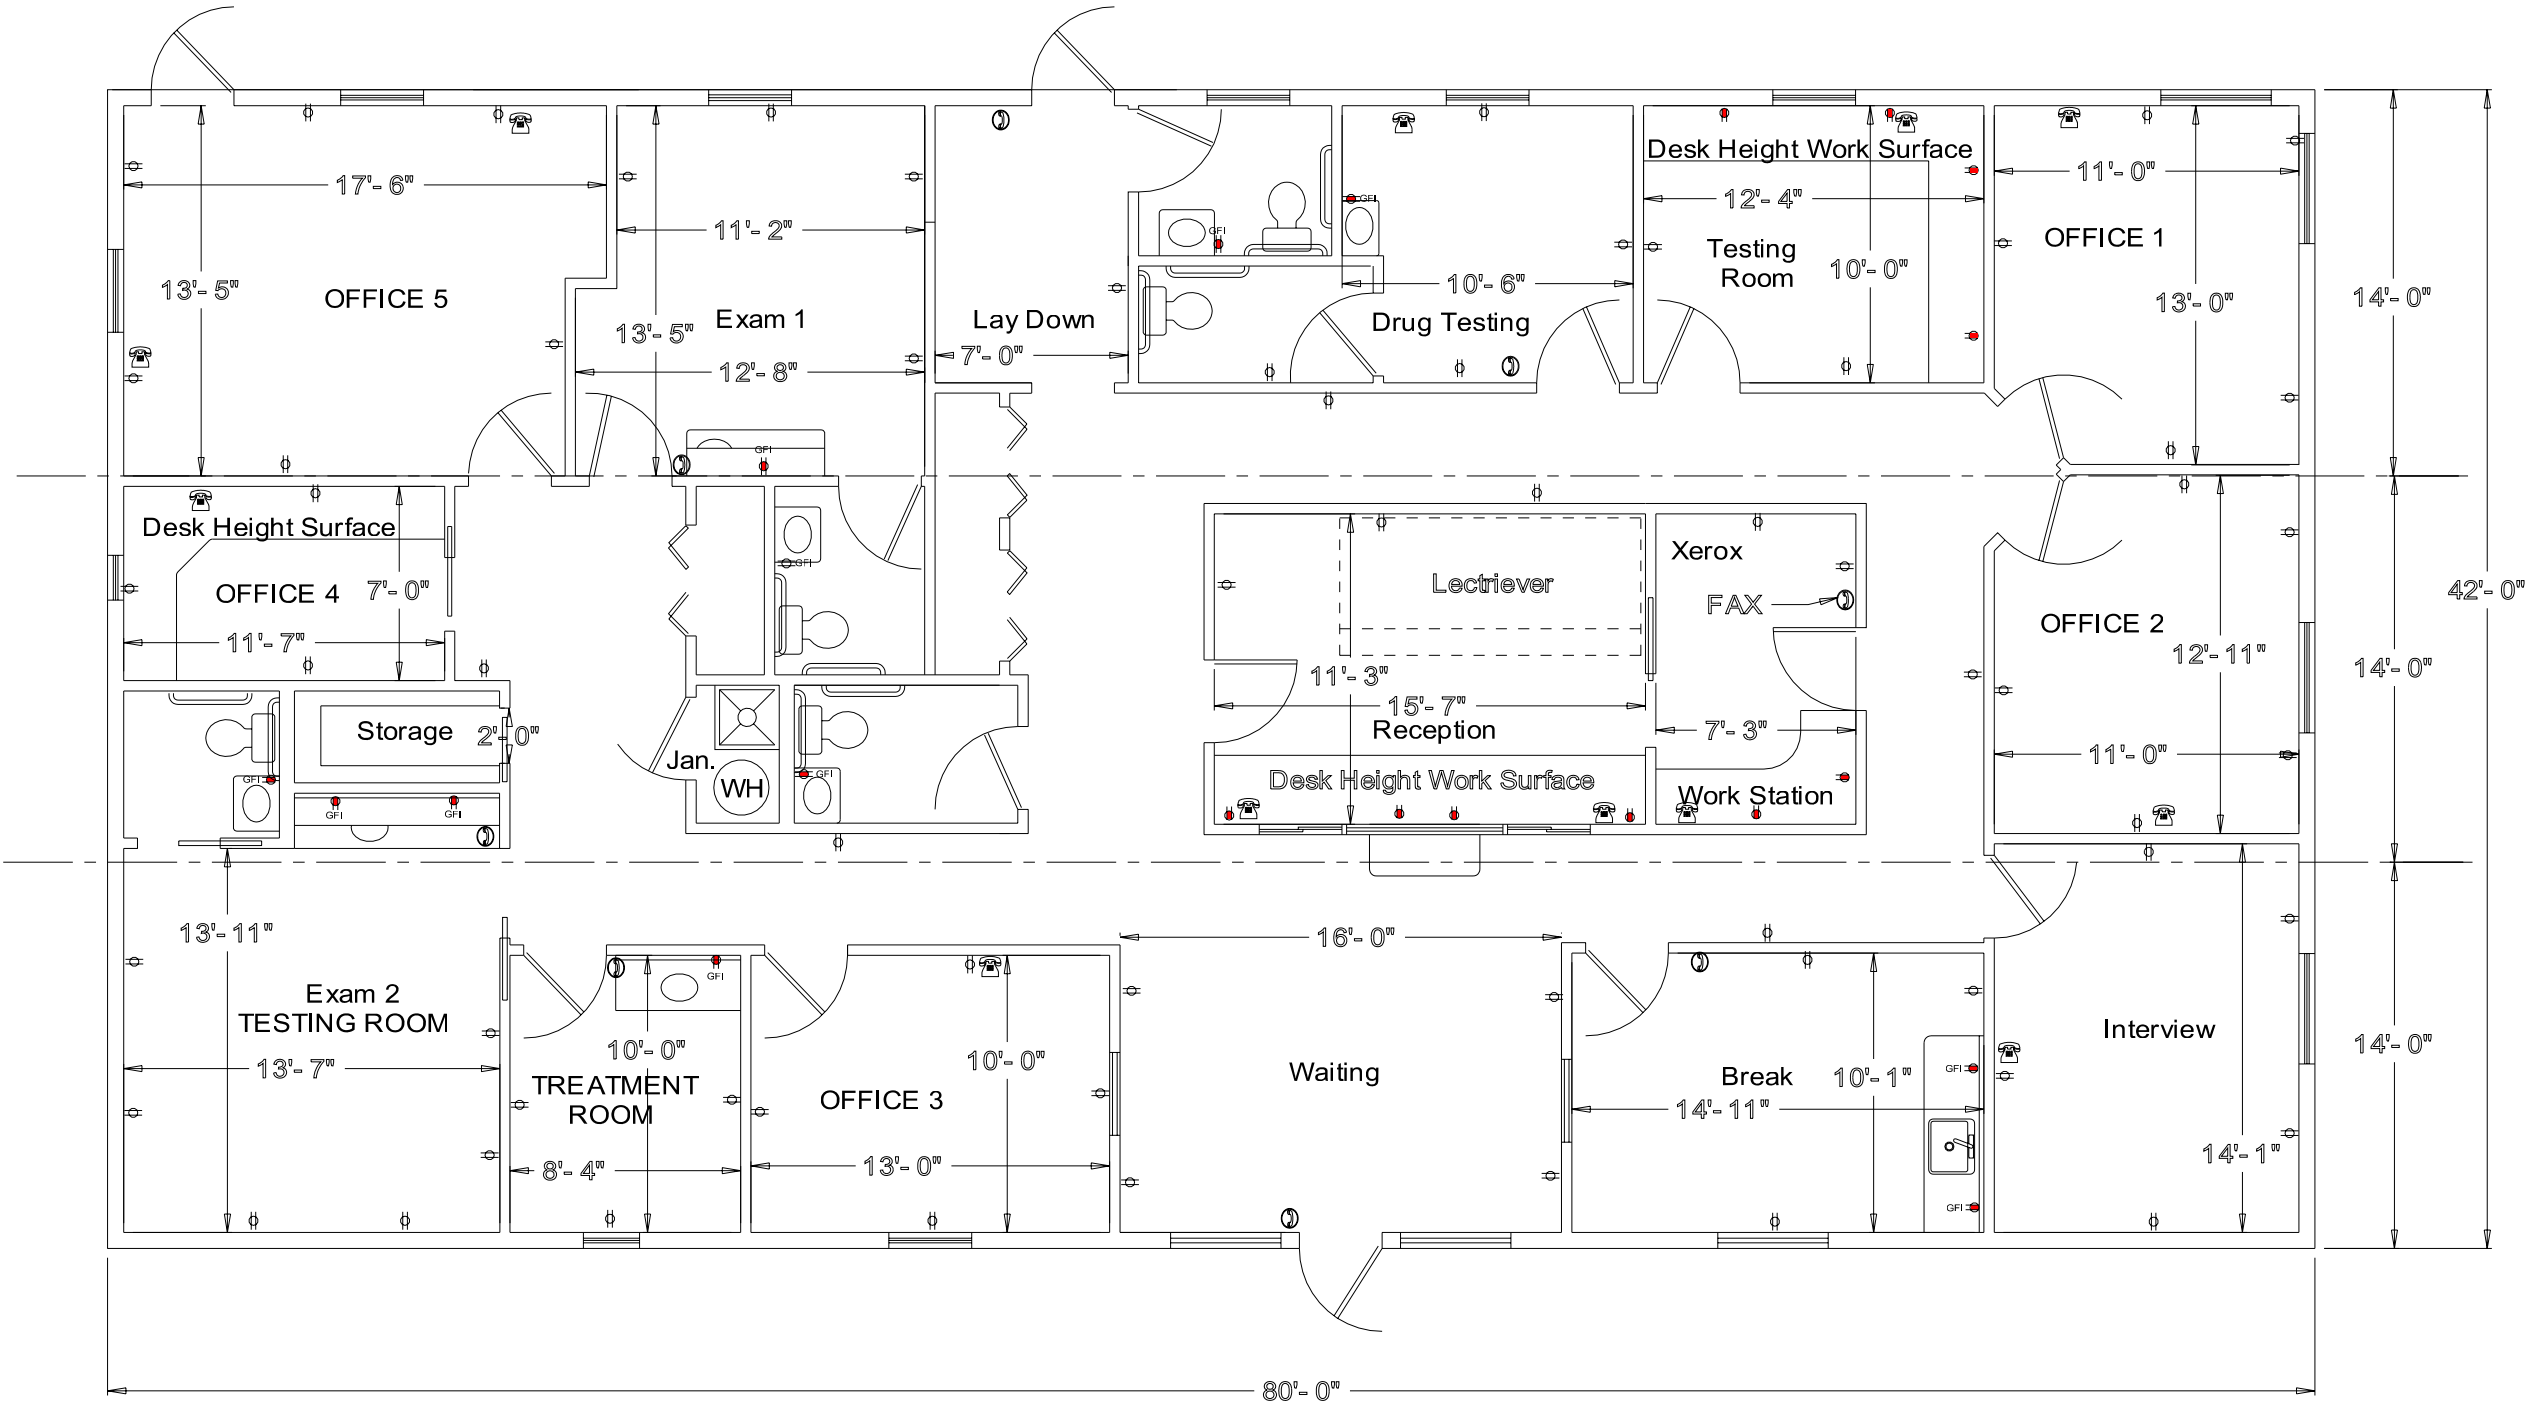 Desk Height Work Surface
17'- 6"
11'- 0"
12'- 4"
11'- 2"
GFI
GFI
OFFICE 1
Testing
Room
10'- 0"
13'- 5"
OFFICE 5
10'- 6"
13'- 0"
14'- 0"
Exam 1
Lay Down
Drug Testing
13'- 5"
7'- 0"
12'- 8"
GFI
Desk Height Surface
Xerox
GFI
Lectriever
OFFICE 4
7'- 0"
FAX
42'- 0"
OFFICE 2
11'- 7"
12'- 11"
14'- 0"
11'- 3"
15'- 7"
Storage
2'- 0"
Reception
7'- 3"
Jan.
11'- 0"
GFI
GFI
Desk Height Work Surface
WH
Work Station
GFI
GFI
13'- 11"
16'- 0"
GFI
Exam 2
TESTING ROOM
Interview
14'- 0"
10'- 0"
10'- 0"
13'- 7"
Waiting
GFI
Break
10'- 1"
TREATMENT
ROOM
OFFICE 3
14'- 11"
14'- 1"
8'- 4"
13'- 0"
GFI
80'- 0"